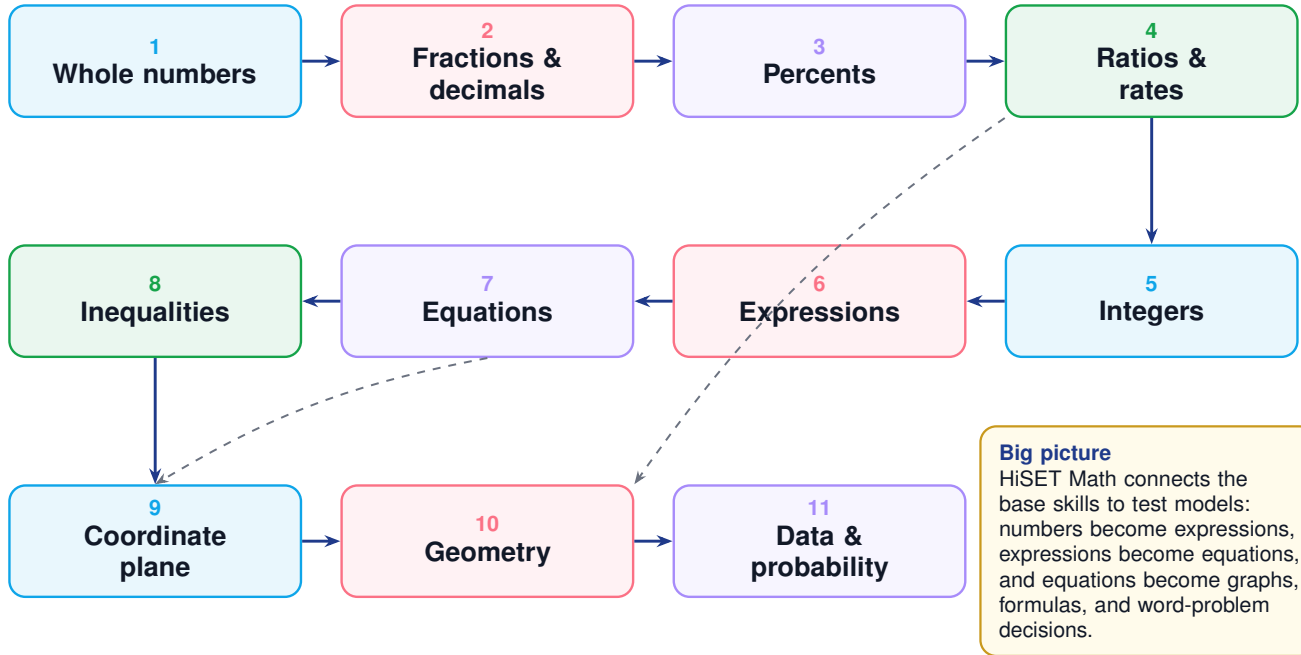 1
Whole numbers
2
Fractions &
decimals
3
Percents
4
Ratios &
rates
8
Inequalities
7
Equations
6
Expressions
5
Integers
9
Coordinate
plane
10
Geometry
11
Data &
probability
Big picture
HiSET Math connects the
base skills to test models:
numbers become expressions,
expressions become equations,
and equations become graphs,
formulas, and word-problem
decisions.